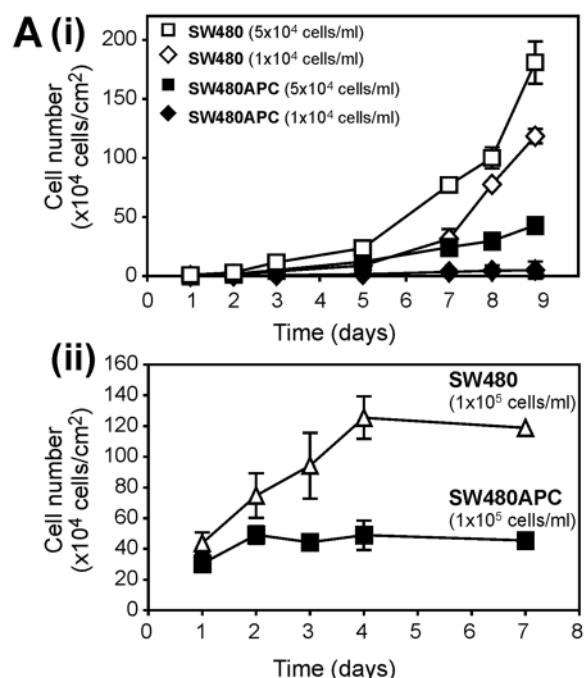 A (i)
SW480 (5x10⁴ cells/ml)
SW480 (1x10⁴ cells/ml)
SW480APC (5x10⁴ cells/ml)
SW480APC (1x10⁴ cells/ml)
Cell number
(x10⁴ cells/cm²)
200
150
100
50
0
0 1 2 3 4 5 6 7 8 9
Time (days)
(ii)
SW480
(1x10⁵ cells/ml)
SW480APC
(1x10⁵ cells/ml)
Cell number
(x10⁴ cells/cm²)
160
140
120
100
80
60
40
20
0
0 1 2 3 4 5 6 7 8
Time (days)